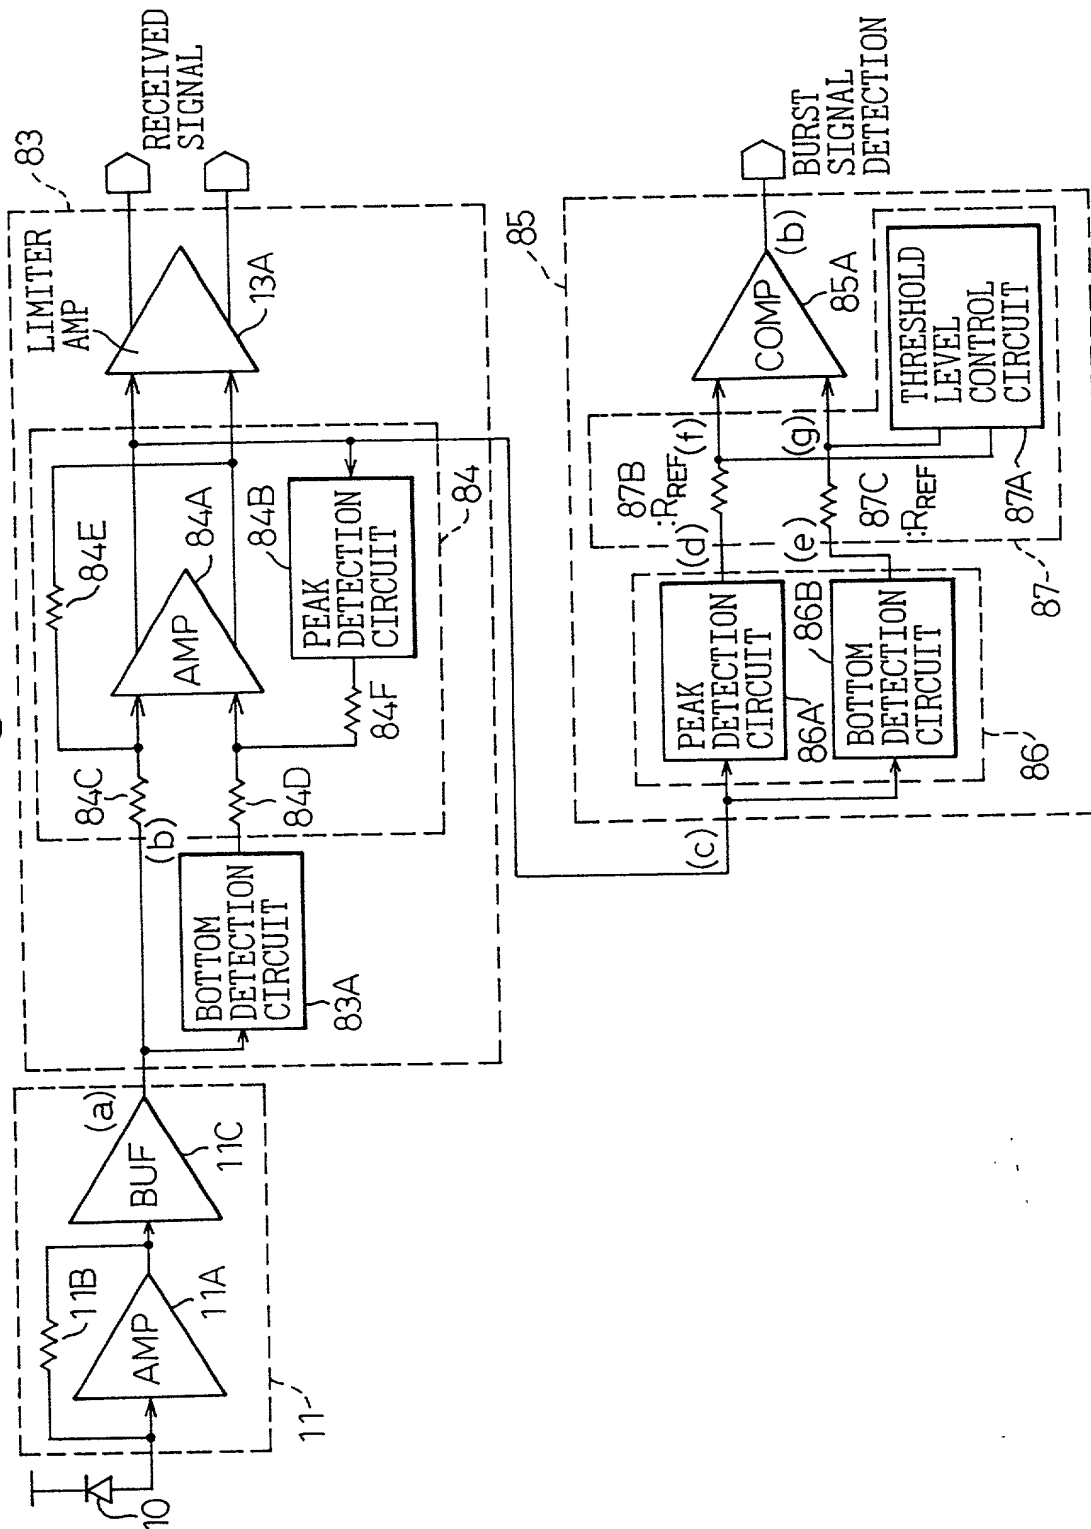 10
11
11B
AMP
11A
BUF
11C
(a)
83
84C
(b)
BOTTOM
DETECTION
CIRCUIT
83A
84D
84E
AMP
84A
84B
PEAK
DETECTION
CIRCUIT
84F
84
LIMITER
AMP
13A
RECEIVED
SIGNAL
85
(c)
PEAK
DETECTION
CIRCUIT
86A
BOTTOM
DETECTION
CIRCUIT
86B
86
(d)
(e)
87B
:RREF
(f)
(g)
87C
:RREF
87
COMP
85A
(b)
THRESHOLD
LEVEL
CONTROL
CIRCUIT
87A
BURST
SIGNAL
DETECTION